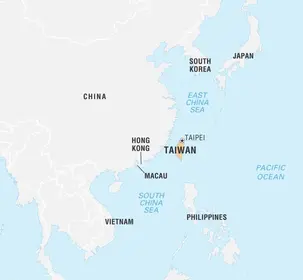 JAPAN
SOUTH
KOREA
CHINA
EAST
CHINA
SEA
TAIPEI
HONG
KONG
TAIWAN
MACAU
PACIFIC
OCEAN
SOUTH
CHINA
SEA
VIETNAM
PHILIPPINES